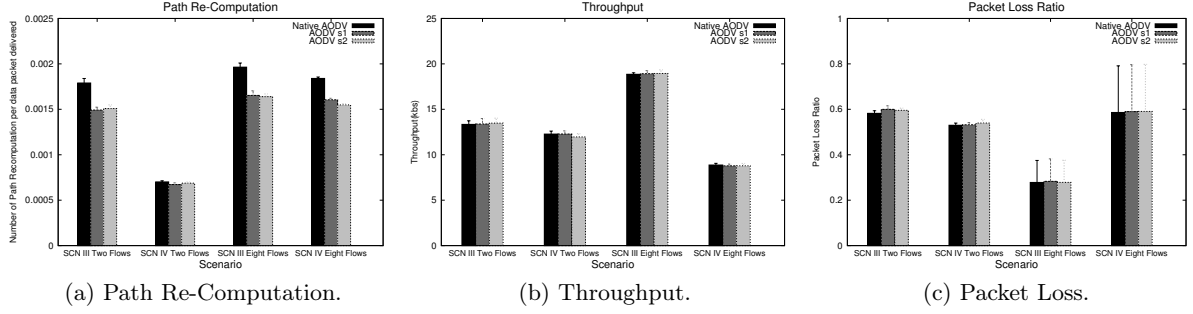 Path Re-Computation
Number of Path Recomputation per data packet delivered
0.0025
0.002
0.0015
0.001
0.0005
0
Native AODV
AODV s1
AODV s2
SCN III Two Flows SCN IV Two Flows SCN III Eight Flows SCN IV Eight Flows
Scenario
(a) Path Re-Computation.
Throughput
Throughput(kbs)
25
20
15
10
5
0
Native AODV
AODV s1
AODV s2
SCN III Two Flows SCN IV Two Flows SCN III Eight Flows SCN IV Eight Flows
Scenario
(b) Throughput.
Packet Loss Ratio
Packet Loss Ratio
1
0.8
0.6
0.4
0.2
0
Native AODV
AODV s1
AODV s2
SCN III Two Flows SCN IV Two Flows SCN III Eight Flows SCN IV Eight Flows
Scenario
(c) Packet Loss.